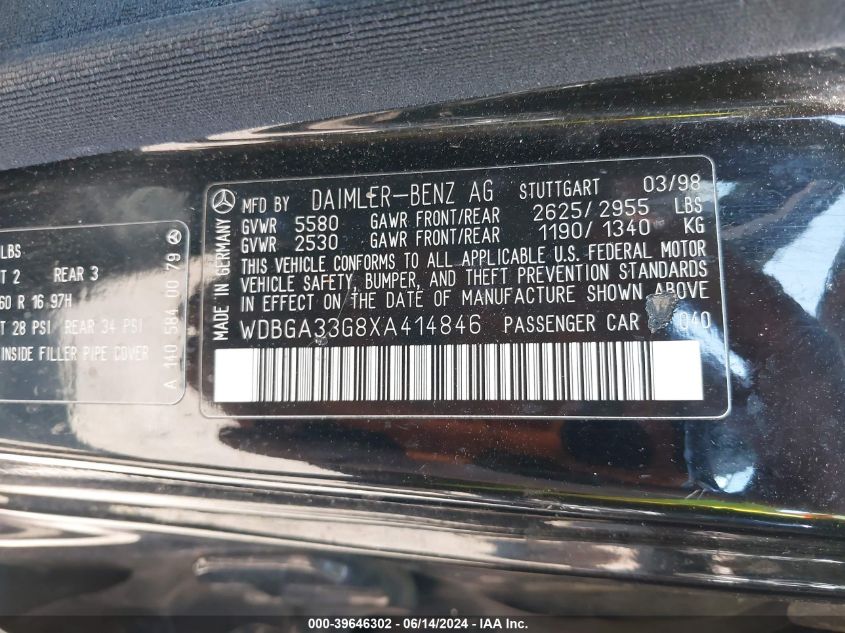 LBS
T 2 REAR 3
60 R 16 97H
T 28 PSI REAR 34 PSI
INSIDE FILLER PIPE COVER
A 140 584 00 79
MADE IN GERMANY
MFD BY DAIMLER-BENZ AG STUTTGART 03/98
GVWR 5580 GAWR FRONT/REAR 2625/2955 LBS
GVWR 2530 GAWR FRONT/REAR 1190/1340 KG
THIS VEHICLE CONFORMS TO ALL APPLICABLE U.S. FEDERAL MOTOR
VEHICLE SAFETY, BUMPER, AND THEFT PREVENTION STANDARDS
IN EFFECT ON THE DATE OF MANUFACTURE SHOWN ABOVE
WDBGA33G8XA414846 PASSENGER CAR 040
000-39646302 - 06/14/2024 - IAA Inc.